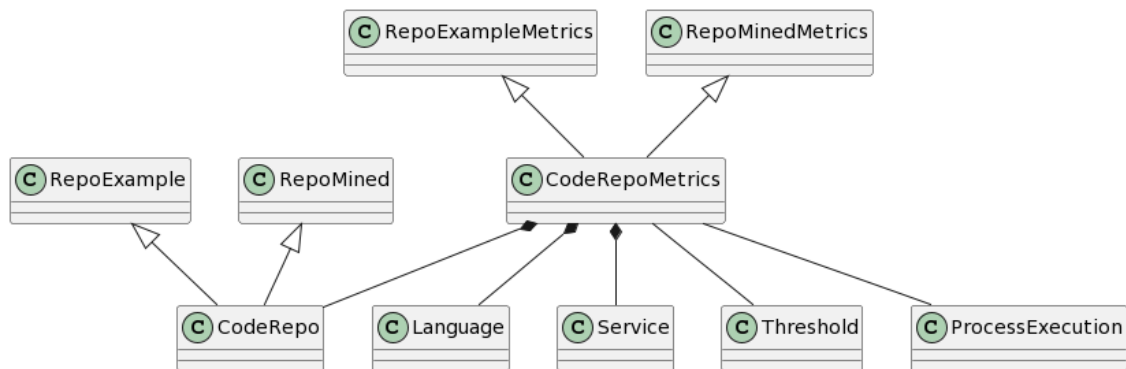 C RepoExampleMetrics
C RepoMinedMetrics
C RepoExample
C RepoMined
C CodeRepoMetrics
C CodeRepo
C Language
C Service
C Threshold
C ProcessExecution